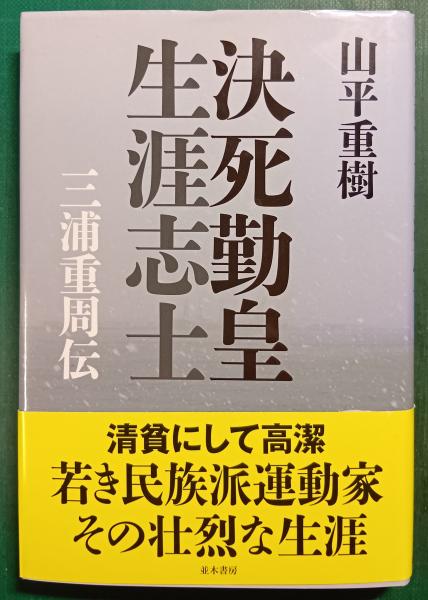 山平重樹
決死勤皇
生涯志士
三浦重周伝
清貧にして高潔
若き民族派運動家
その壮烈な生涯
並木書房